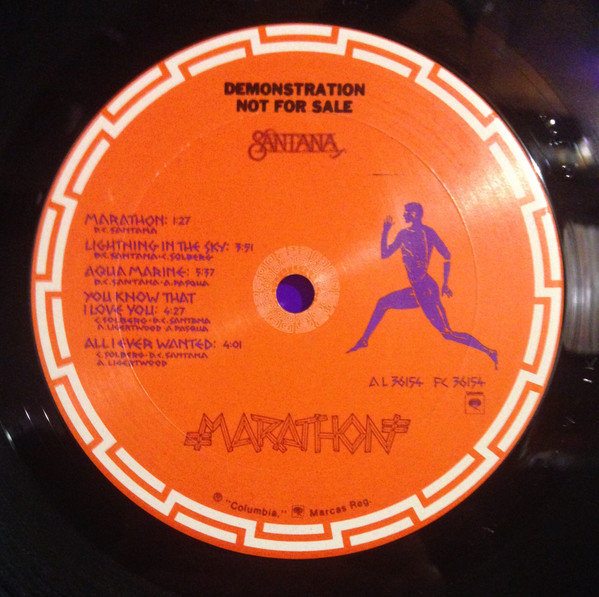 DEMONSTRATION
NOT FOR SALE
SANTANA
MARATHON: 1:27
D.C. SANTANA
LIGHTNING IN THE SKY: 3:51
D.C. SANTANA-C. SOLBERG
AQUA MARINE: 5:37
D.C. SANTANA-A. PASQUA
YOU KNOW THAT
I LOVE YOU: 4:27
C. SOLBERG-D.C. SANTANA
A. LIGERTWOOD-A. PASQUA
ALL I EVER WANTED: 4:01
C. SOLBERG-D.C. SANTANA
A. LIGERTWOOD
AL 36154 FC 36154
MARATHON
℗ "Columbia," Marcas Reg.